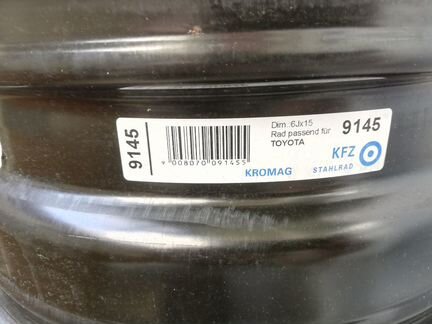 9145
9 008070 091455
Dim.:6Jx15
Rad passend für
TOYOTA
9145
KROMAG
KFZ
STAHLRAD